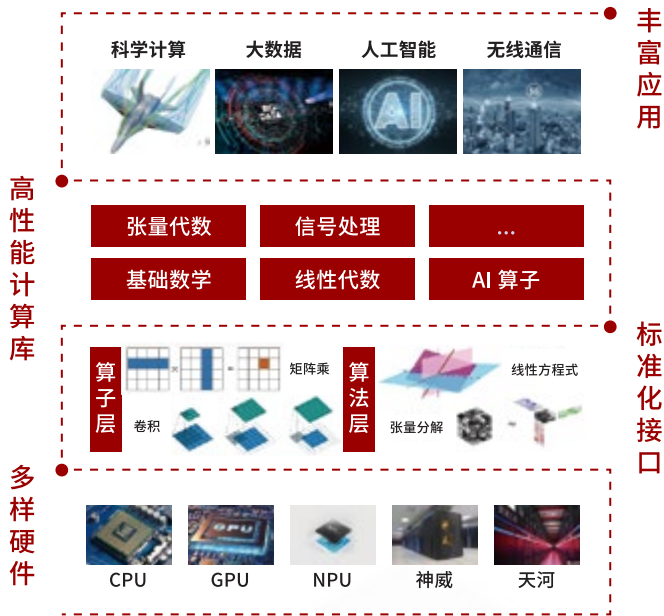 丰富应用
科学计算
大数据
人工智能
无线通信
AI
高性能计算库
张量代数
信号处理
...
基础数学
线性代数
AI 算子
标准化接口
算子层
×
=
矩阵乘
卷积
算法层
线性方程式
张量分解
=
多样硬件
GPU
CPU
GPU
NPU
神威
天河